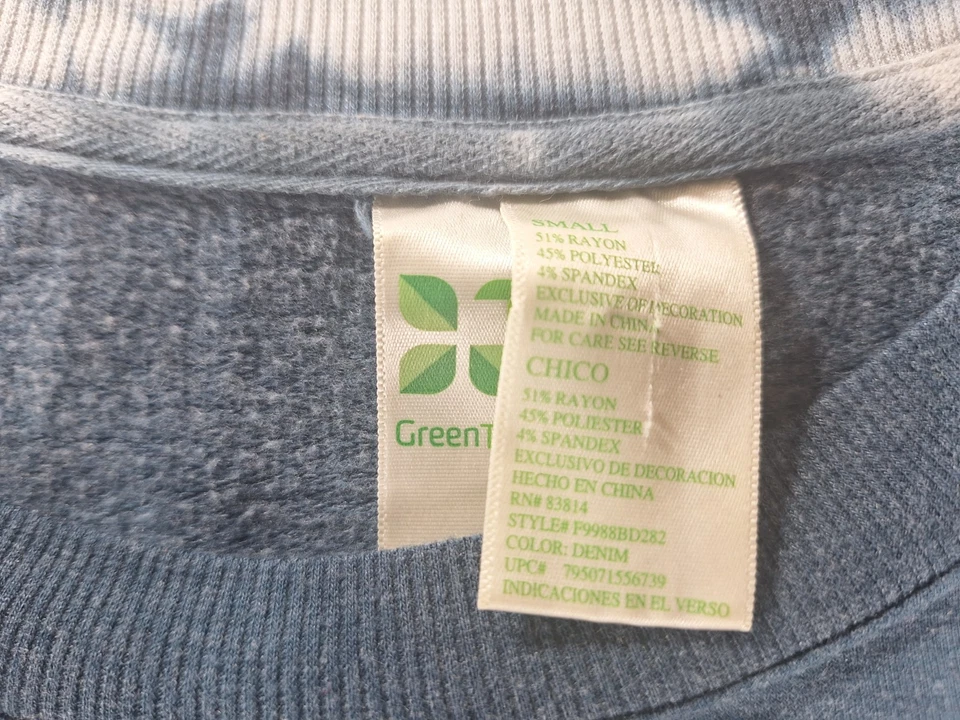 GreenT
SMALL
51% RAYON
45% POLYESTER
4% SPANDEX
EXCLUSIVE OF DECORATION
MADE IN CHINA
FOR CARE SEE REVERSE
CHICO
51% RAYON
45% POLIESTER
4% SPANDEX
EXCLUSIVO DE DECORACION
HECHO EN CHINA
RN# 83814
STYLE# F9988BD282
COLOR: DENIM
UPC# 795071556739
INDICACIONES EN EL VERSO